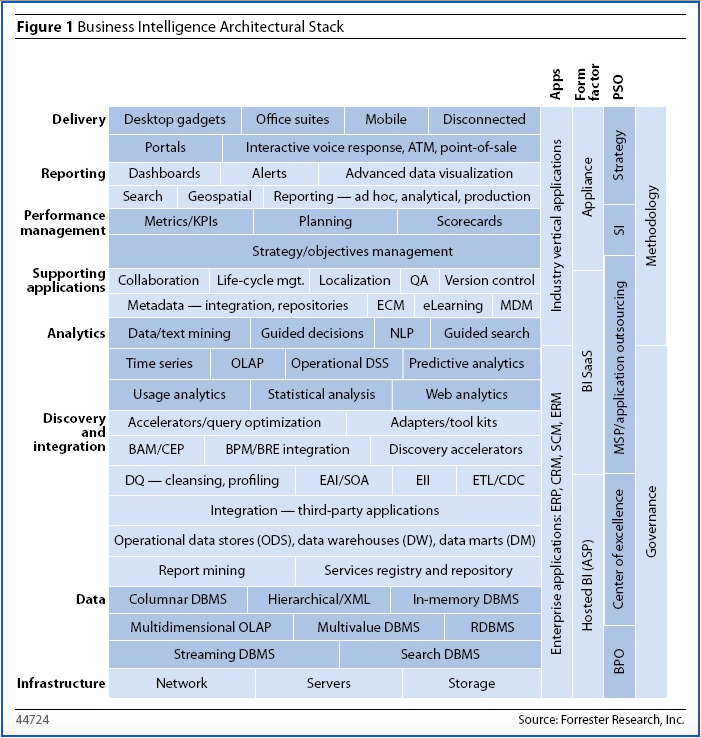 Figure 1 Business Intelligence Architectural Stack
Apps
Form
factor
PSO
Delivery
Desktop gadgets
Office suites
Mobile
Disconnected
Portals
Interactive voice response, ATM, point-of-sale
Reporting
Dashboards
Alerts
Advanced data visualization
Search
Geospatial
Reporting — ad hoc, analytical, production
Performance
management
Metrics/KPIs
Planning
Scorecards
Strategy/objectives management
Supporting
applications
Collaboration
Life-cycle mgt.
Localization
QA
Version control
Metadata — integration, repositories
ECM
eLearning
MDM
Analytics
Data/text mining
Guided decisions
NLP
Guided search
Time series
OLAP
Operational DSS
Predictive analytics
Usage analytics
Statistical analysis
Web analytics
Discovery
and
integration
Accelerators/query optimization
Adapters/tool kits
BAM/CEP
BPM/BRE integration
Discovery accelerators
DQ — cleansing, profiling
EAI/SOA
EII
ETL/CDC
Integration — third-party applications
Operational data stores (ODS), data warehouses (DW), data marts (DM)
Report mining
Services registry and repository
Data
Columnar DBMS
Hierarchical/XML
In-memory DBMS
Multidimensional OLAP
Multivalue DBMS
RDBMS
Streaming DBMS
Search DBMS
Infrastructure
Network
Servers
Storage
Industry vertical applications
Enterprise applications: ERP, CRM, SCM, ERM
Appliance
BI SaaS
Hosted BI (ASP)
Strategy
SI
MSP/application outsourcing
Center of excellence
BPO
Methodology
Governance
44724
Source: Forrester Research, Inc.